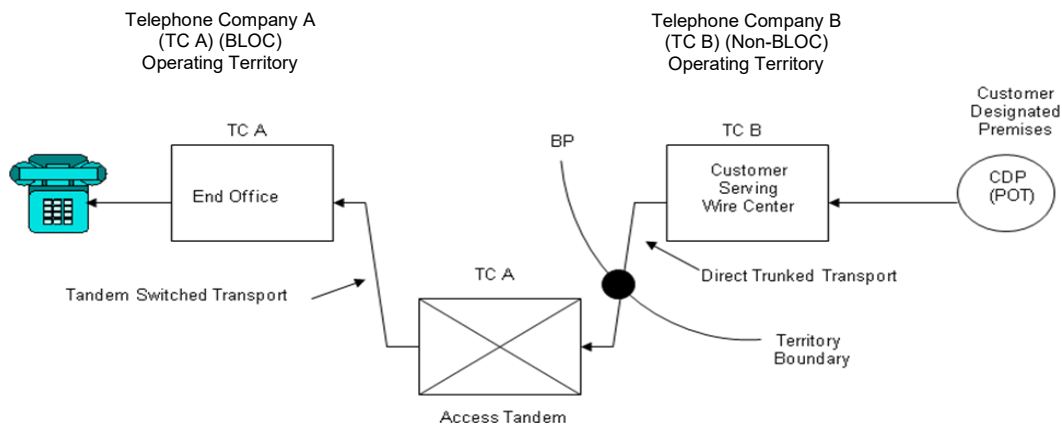 Telephone Company A
(TC A) (BLOC)
Operating Territory
Telephone Company B
(TC B) (Non-BLOC)
Operating Territory
Customer
Designated
Premises
TC A
BP
TC B
End Office
Customer
Serving
Wire Center
CDP
(POT)
Tandem Switched Transport
TC A
Direct Trunked Transport
Territory
Boundary
Access Tandem